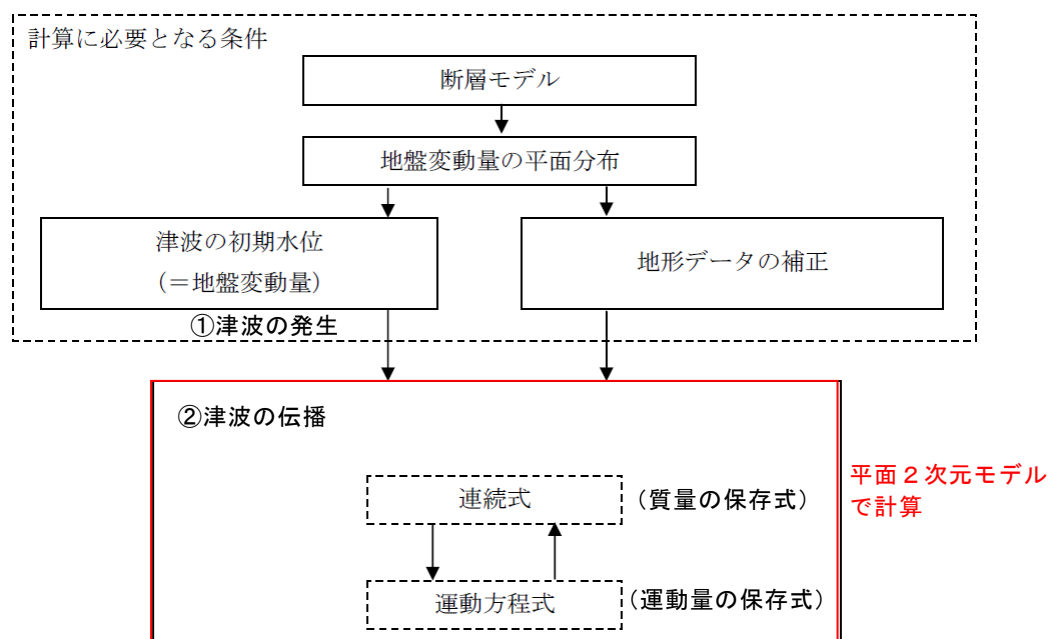 計算に必要となる条件
断層モデル
地盤変動量の平面分布
津波の初期水位
（＝地盤変動量）
地形データの補正
①津波の発生
②津波の伝播
平面２次元モデル
で計算
連続式
（質量の保存式）
運動方程式
（運動量の保存式）